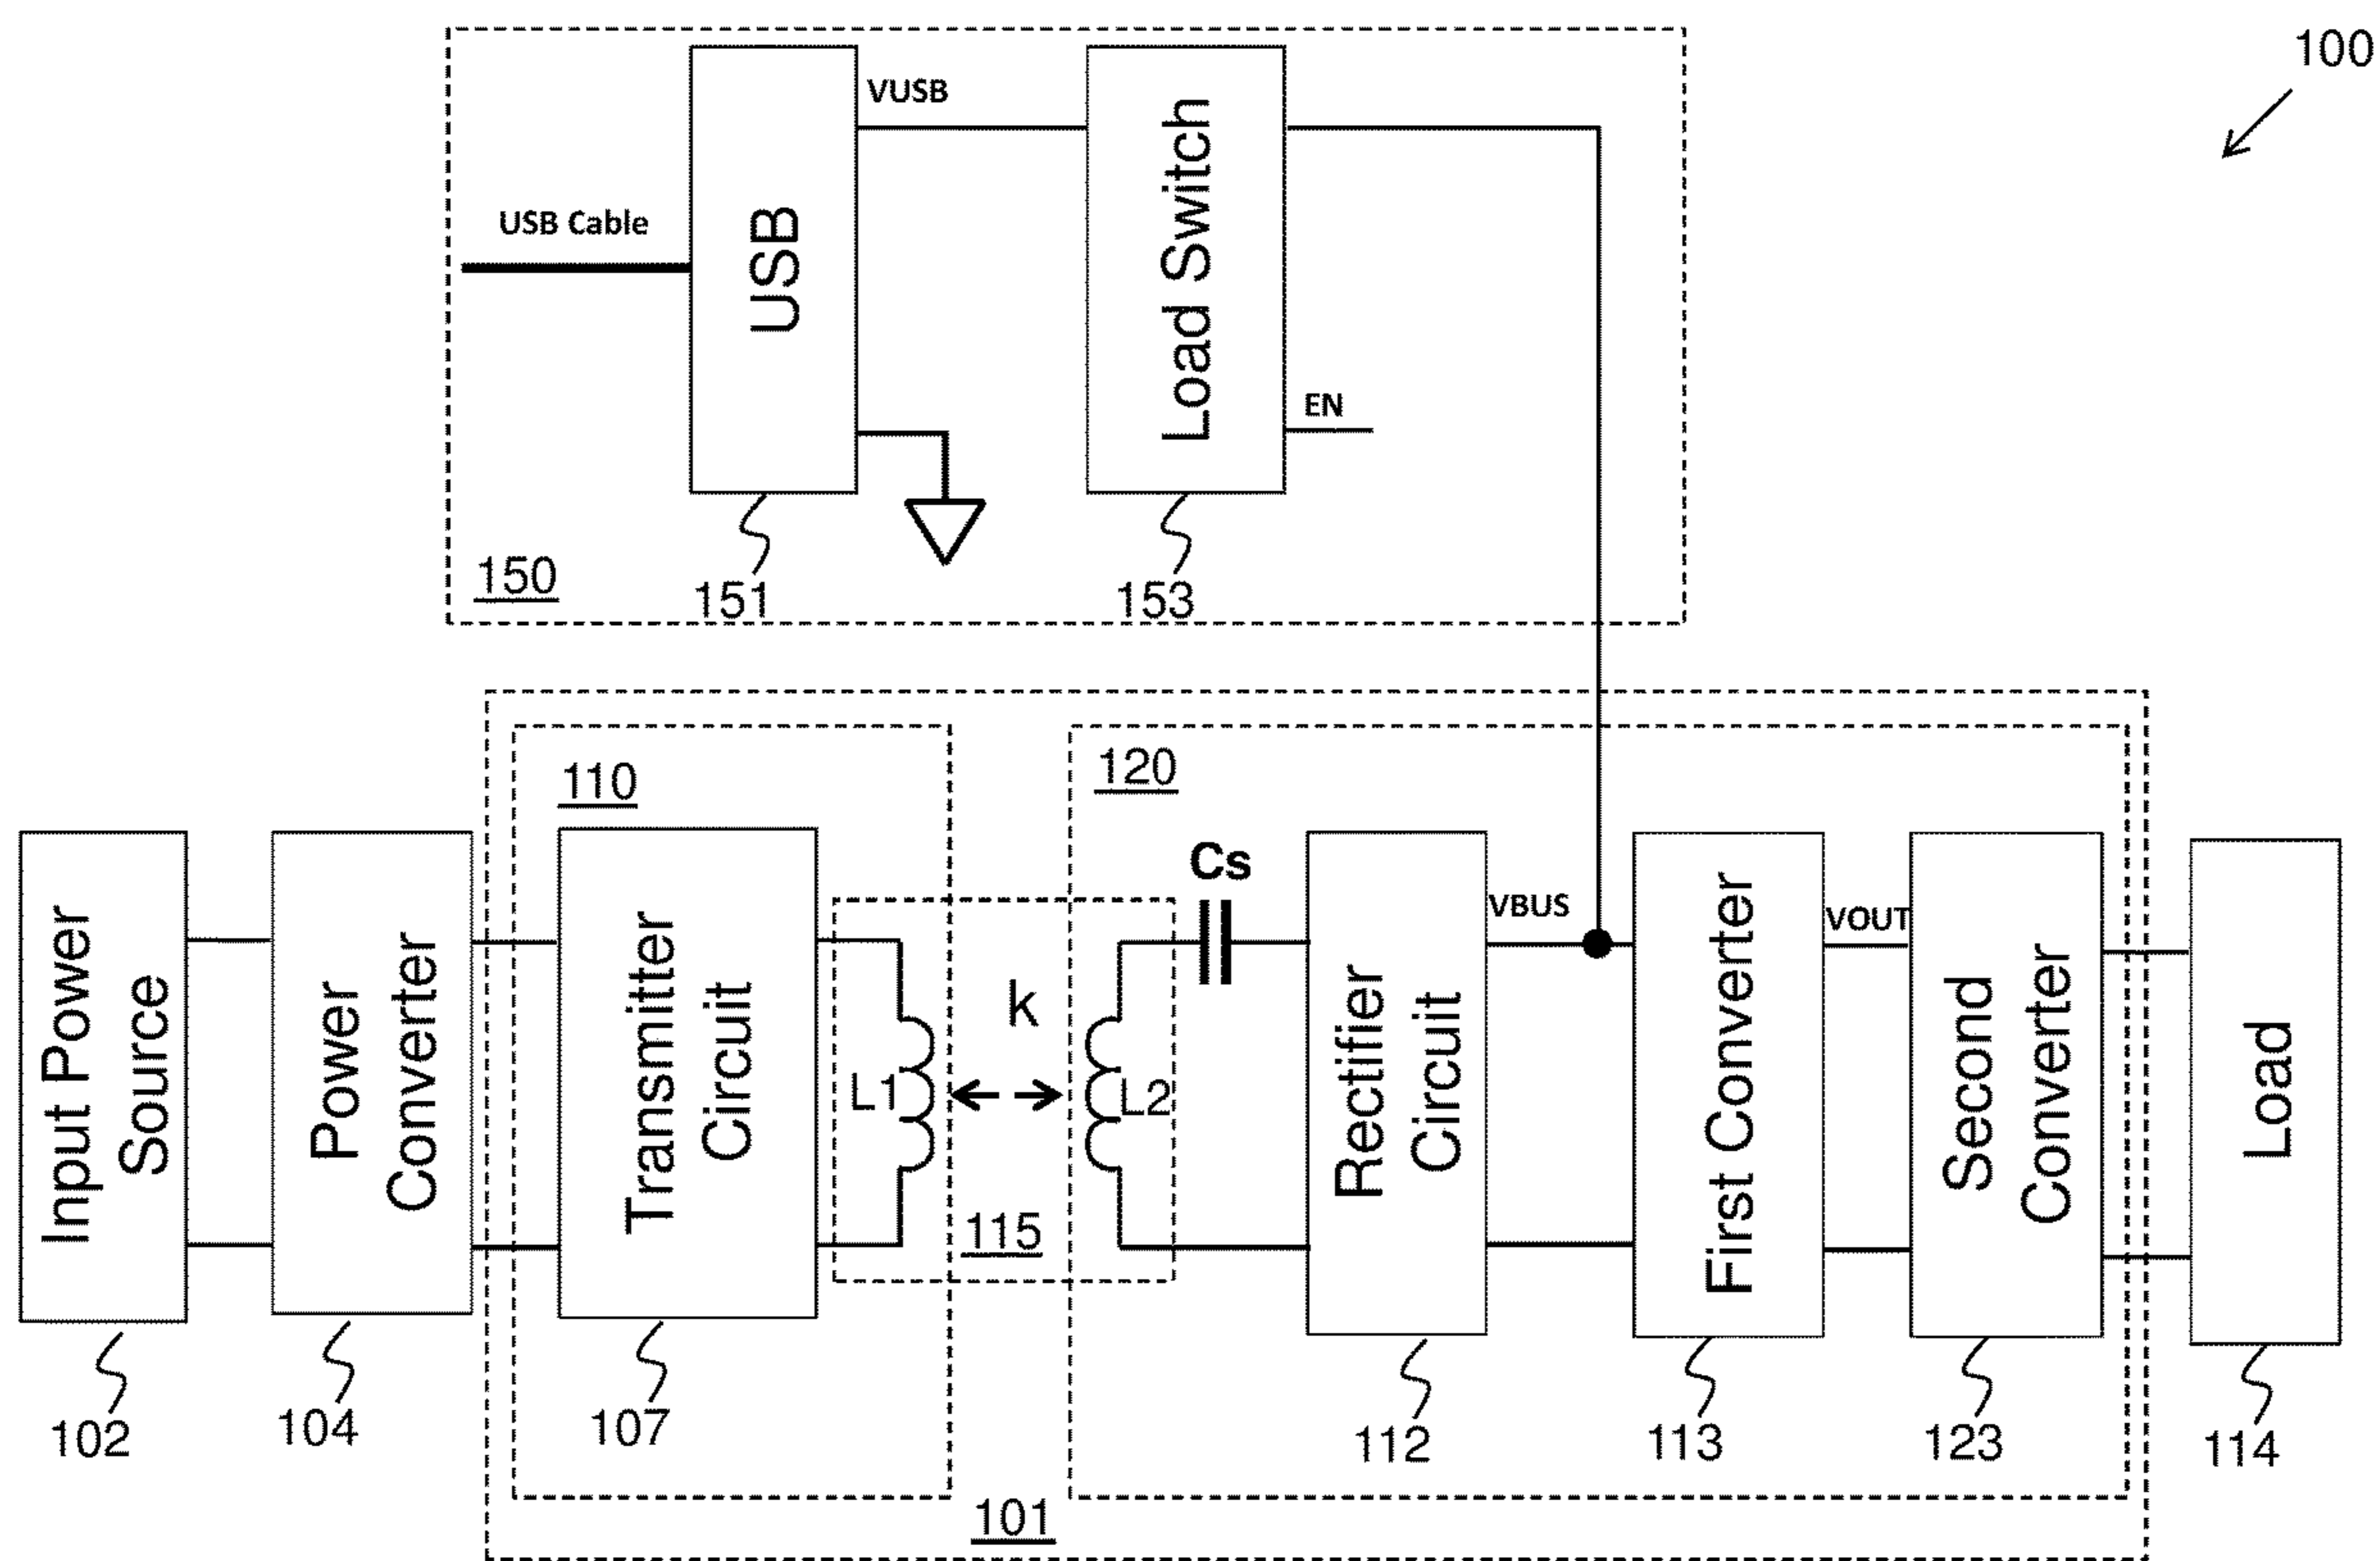 100
VUSB
USB Cable
USB
Load Switch
EN
150
151
153
110
120
Cs
VBUS
VOUT
Input Power
Source
Power
Converter
Transmitter
Circuit
L1
k
L2
115
Rectifier
Circuit
First Converter
Second
Converter
Load
102
104
107
112
113
123
114
101